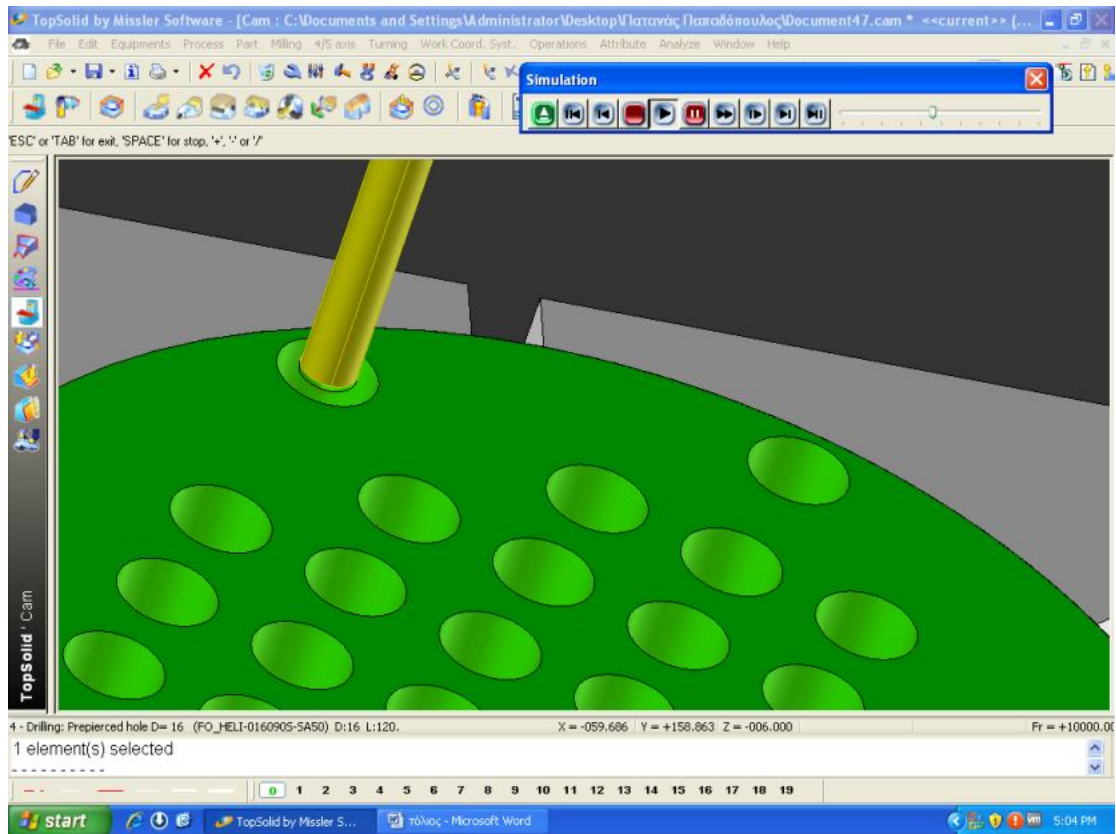 TopSolid by Missler Software - [Cam : C:\Documents and Settings\Administrator\Desktop\Πατανάς Παπαδόπουλος\Document47.cam * <<current>> (...
File Edit Equipments Process Part Milling 4/5 axis Turning Work Coord. Syst. Operations Attribute Analyze Window Help
Simulation
'ESC' or 'TAB' for exit, 'SPACE' for stop, '+', '-' or '/'
TopSolid ' Cam
4 - Drilling: Prepierced hole D= 16 (FO_HELI-016090S-SA50) D:16 L:120. X = -059.686 Y = +158.863 Z = -006.000 Fr = +10000.00
1 element(s) selected
----------
0 1 2 3 4 5 6 7 8 9 10 11 12 13 14 15 16 17 18 19
start TopSolid by Missler S... τόλιος - Microsoft Word 5:04 PM